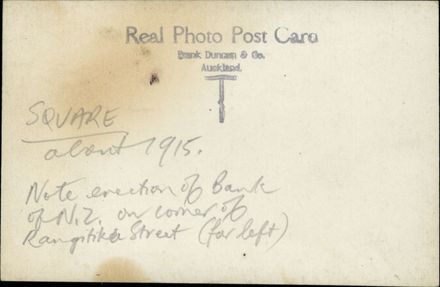 Real Photo Post Card
Frank Duncan & Co.
Auckland.
SQUARE
about 1915.
Note erection of Bank
of N.Z. on corner of
Rangitikei Street (far left)